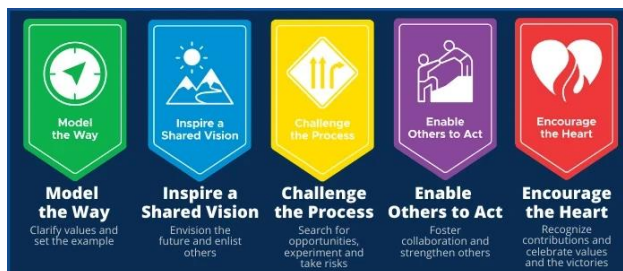 Model
the Way
Inspire a
Shared Vision
Challenge
the Process
Enable
Others to Act
Encourage
the Heart
Model
the Way
Clarify values and
set the example
Inspire a
Shared Vision
Envision the
future and enlist
others
Challenge
the Process
Search for
opportunities,
experiment and
take risks
Enable
Others to Act
Foster
collaboration and
strengthen others
Encourage
the Heart
Recognize
contributions and
celebrate values
and the victories